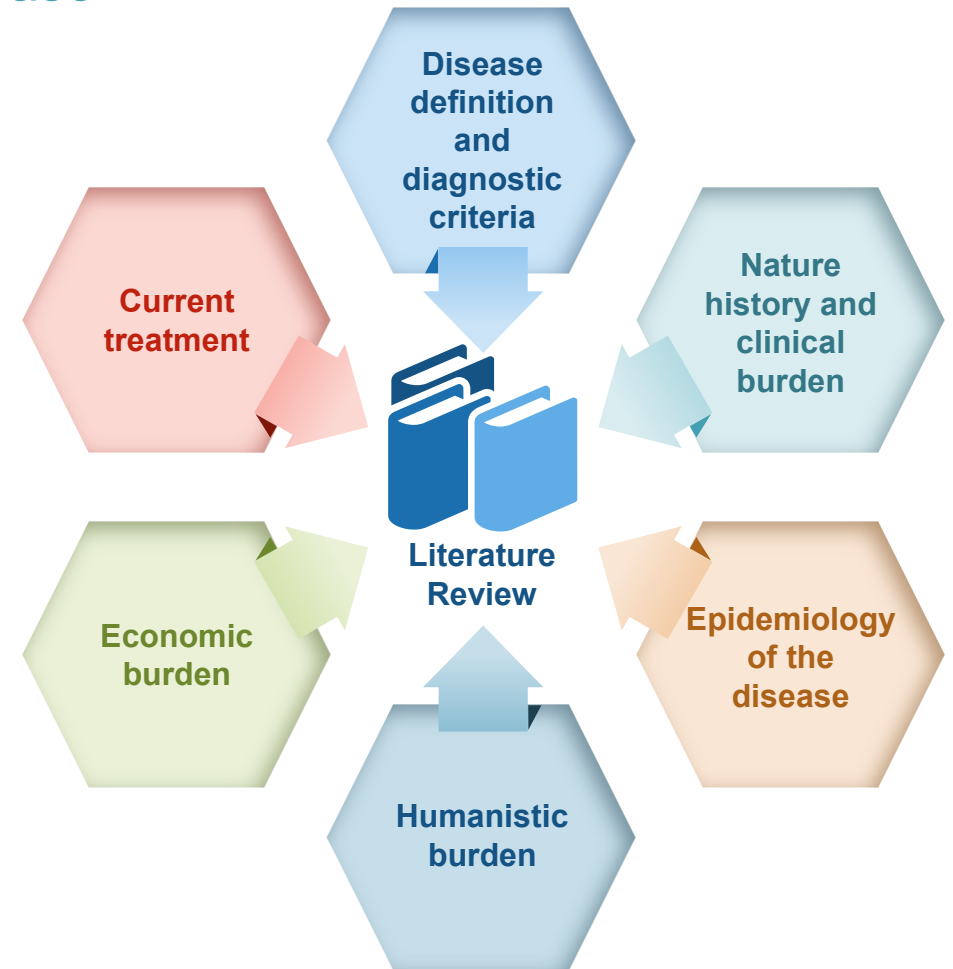 Disease
definition
and
diagnostic
criteria
Nature
history and
clinical
burden
Epidemiology
of the
disease
Humanistic
burden
Economic
burden
Current
treatment
Literature
Review